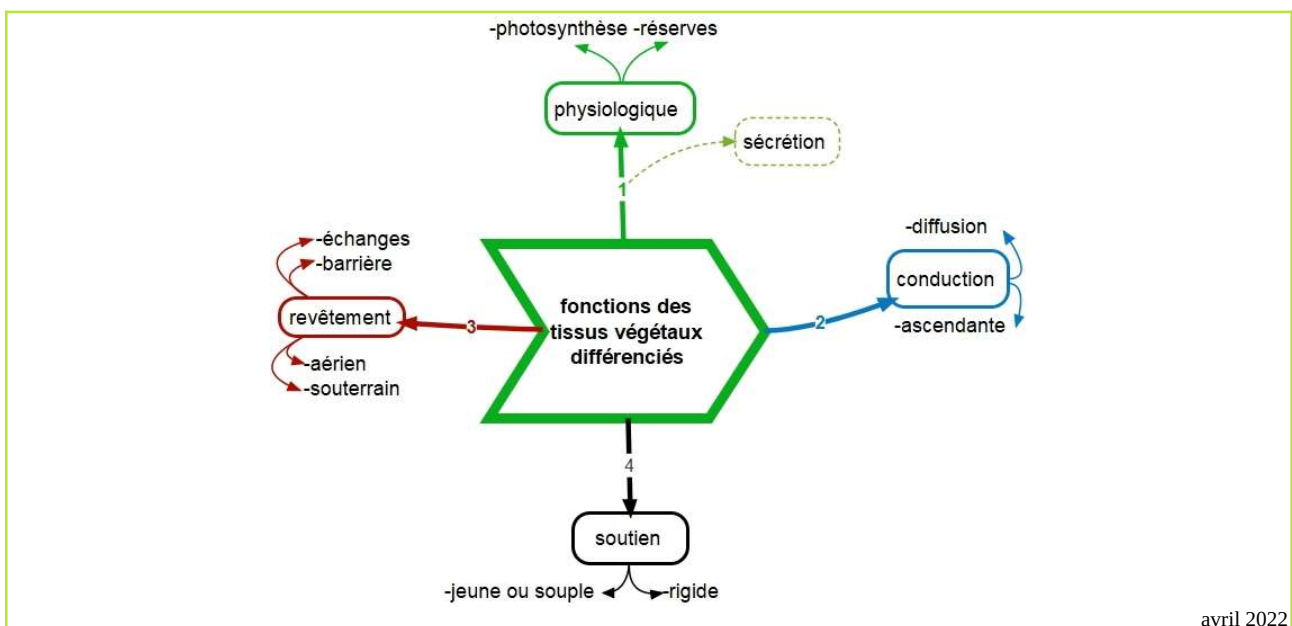 -photosynthèse -réserves
physiologique
sécrétion
1
-échanges
-barrière
revêtement
-aérien
-souterrain
3
fonctions des
tissus végétaux
différenciés
2
-diffusion
conduction
-ascendante
4
soutien
-jeune ou souple
-rigide
avril 2022